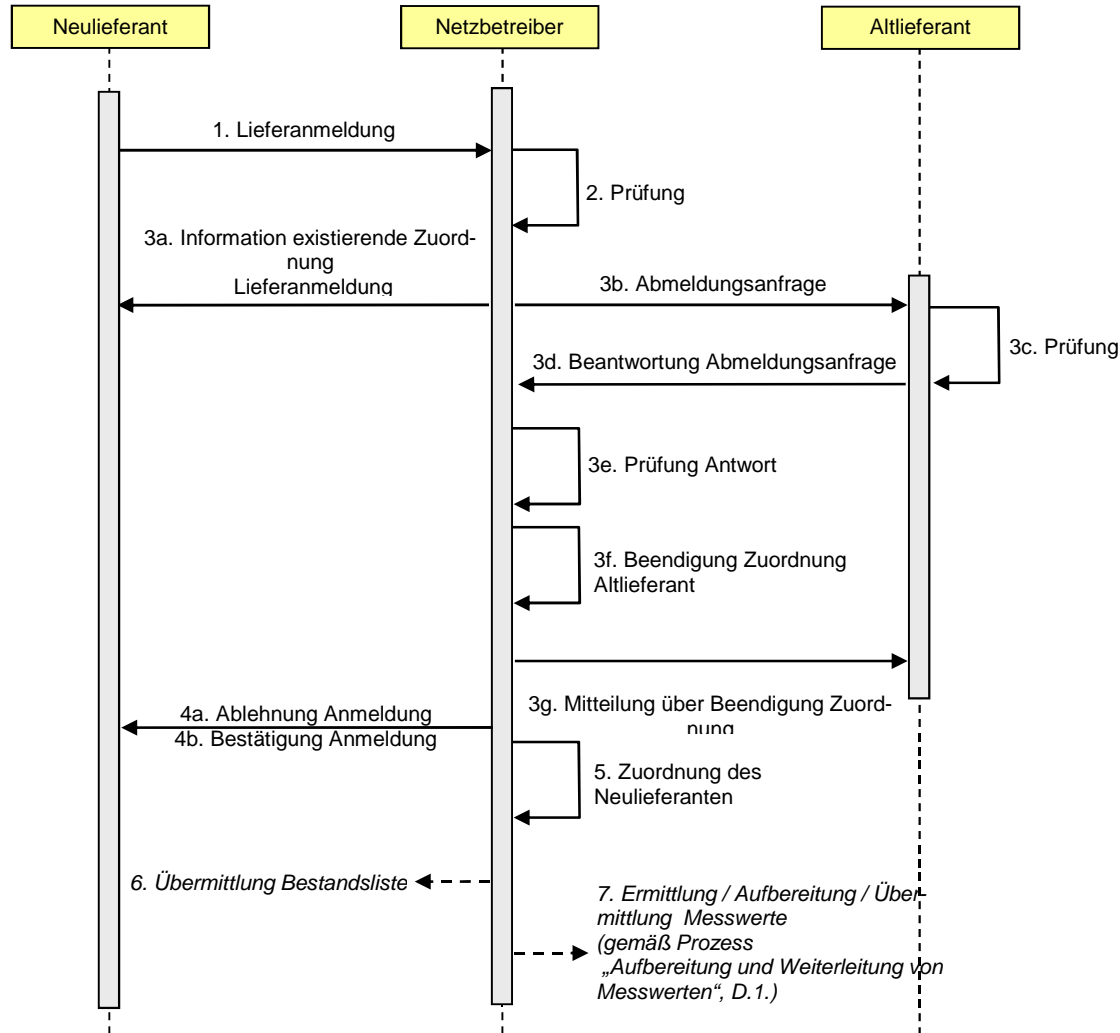 Neulieferant
Netzbetreiber
Altlieferant
1. Lieferanmeldung
2. Prüfung
3a. Information existierende Zuord-
nung
Lieferanmeldung
3b. Abmeldungsanfrage
3c. Prüfung
3d. Beantwortung Abmeldungsanfrage
3e. Prüfung Antwort
3f. Beendigung Zuordnung
Altlieferant
3g. Mitteilung über Beendigung Zuord-
nung
4a. Ablehnung Anmeldung
4b. Bestätigung Anmeldung
5. Zuordnung des
Neulieferanten
6. Übermittlung Bestandsliste
7. Ermittlung / Aufbereitung / Über-
mittlung Messwerte
(gemäß Prozess
„Aufbereitung und Weiterleitung von
Messwerten“, D.1.)